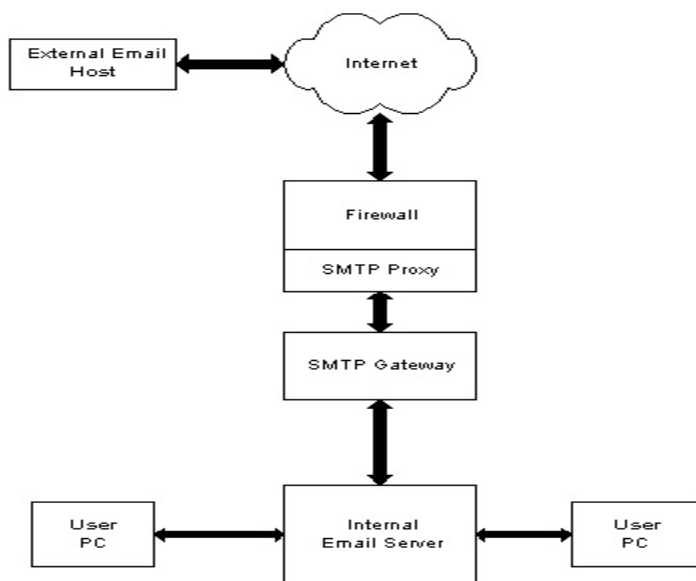 External Email
Host
Internet
Firewall
SMTP Proxy
SMTP Gateway
User
PC
Internal
Email Server
User
PC